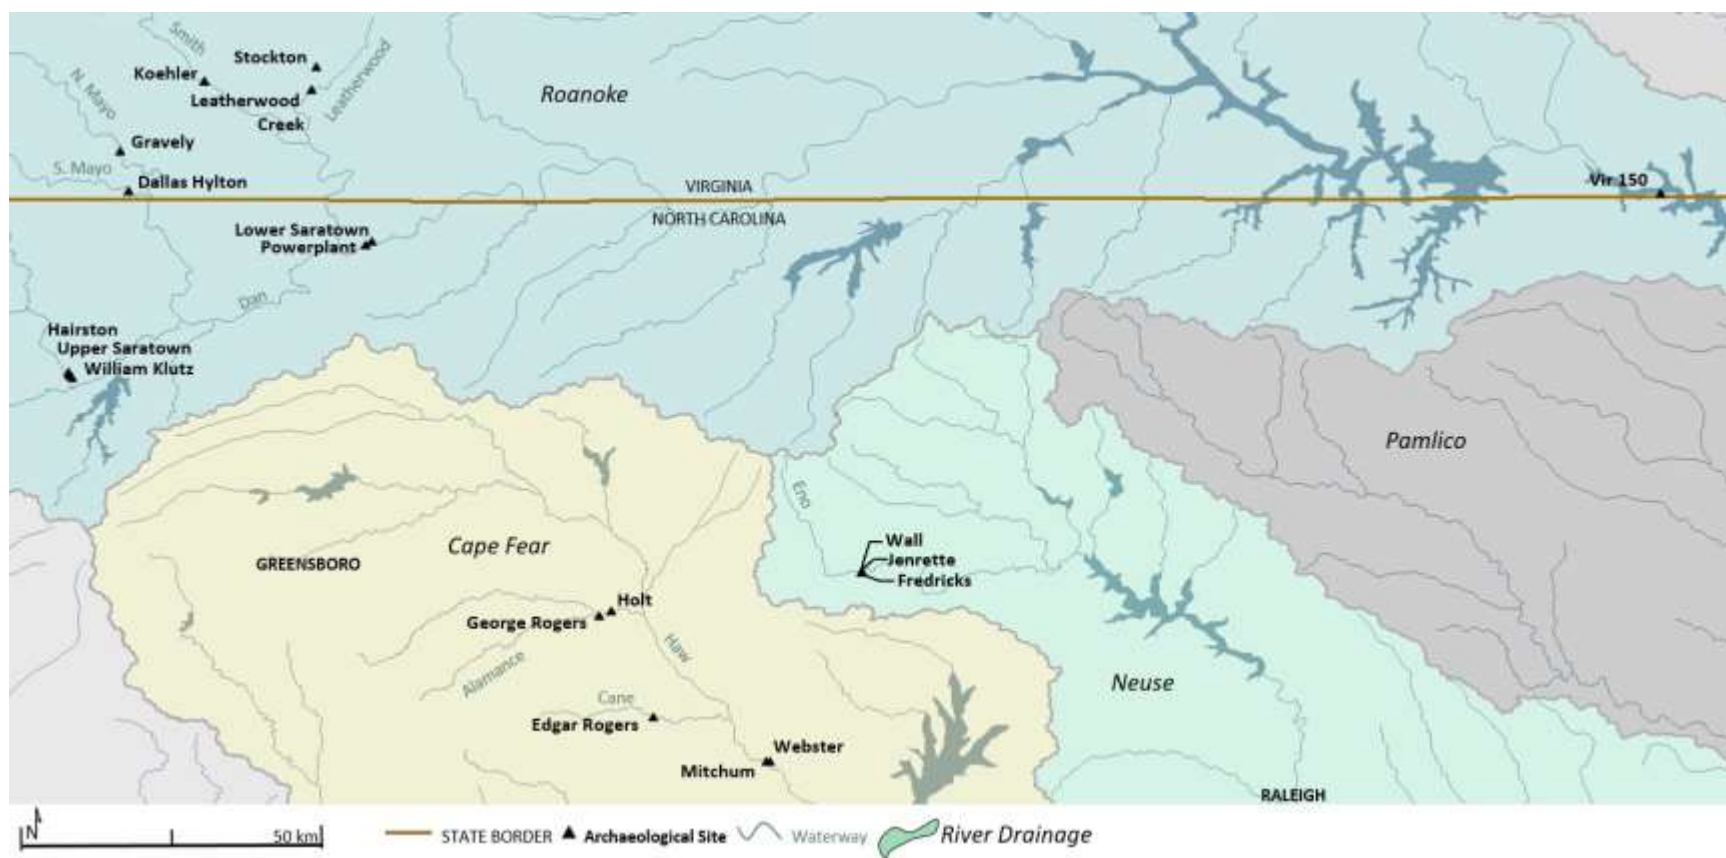 Smith
Stockton
Koehler
Leatherwood
N. Mayo
Leatherwood
Creek
Roanoke
Gravely
S. Mayo
Dallas Hylton
VIRGINIA
Vir 150
NORTH CAROLINA
Lower Saratown
Powerplant
Dan
Hairston
Upper Saratown
William Klutz
Pamlico
Eno
Cape Fear
Wall
Jenrette
Fredricks
GREENSBORO
Holt
George Rogers
Haw
Alamance
Neuse
Cane
Edgar Rogers
Webster
Mitchum
RALEIGH
N
50 km
STATE BORDER
Archaeological Site
Waterway
River Drainage